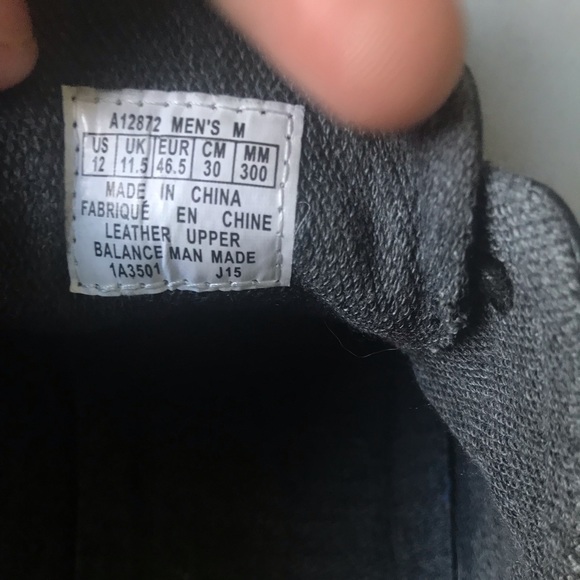 A12872 MEN'S M
US UK EUR CM MM
12 11.5 46.5 30 300
MADE IN CHINA
FABRIQUÉ EN CHINE
LEATHER UPPER
BALANCE MAN MADE
1A3501 J15